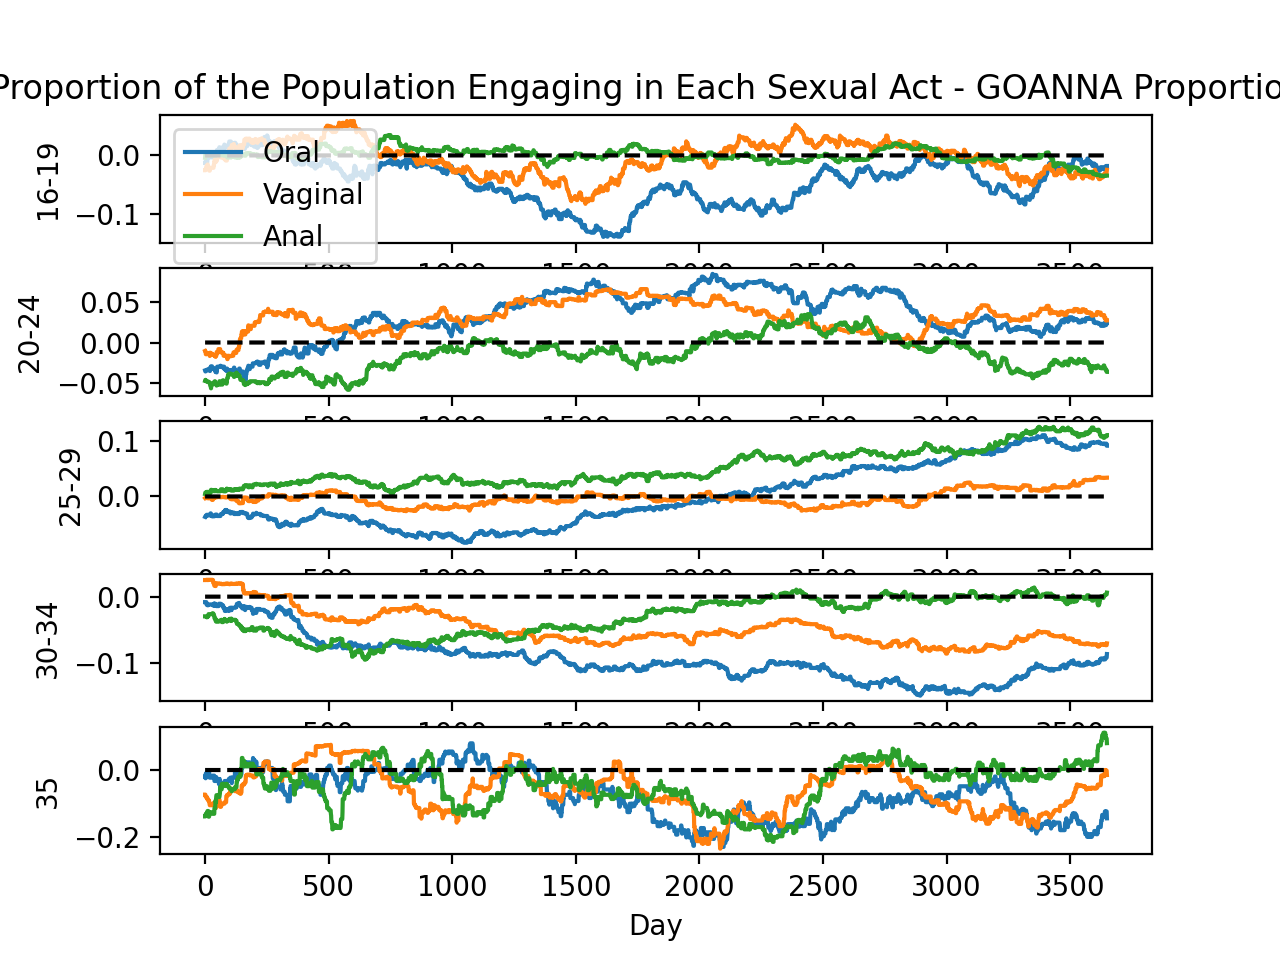 Proportion of the Population Engaging in Each Sexual Act - GOANNA Proportio
16-19
0.0
−0.1
Oral
Vaginal
Anal
20-24
0.05
0.00
−0.05
25-29
0.1
0.0
30-34
0.0
−0.1
35
0.0
−0.2
0 500 1000 1500 2000 2500 3000 3500
Day